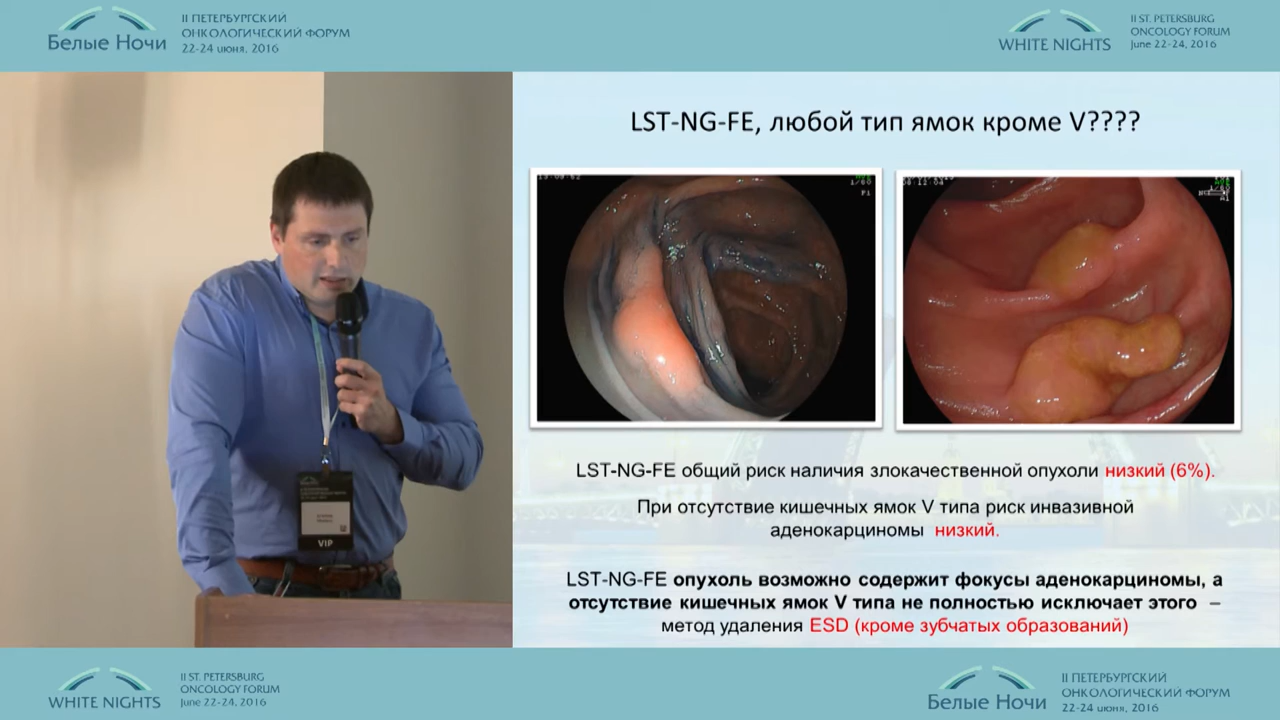 Белые Ночи
II ПЕТЕРБУРГСКИЙ
ОНКОЛОГИЧЕСКИЙ ФОРУМ
22-24 июня, 2016
WHITE NIGHTS
II ST. PETERSBURG
ONCOLOGY FORUM
June 22-24, 2016
LST-NG-FE, любой тип ямок кроме V????
1/60
VIP
LST-NG-FE общий риск наличия злокачественной опухоли низкий (6%).
При отсутствие кишечных ямок V типа риск инвазивной
аденокарциномы низкий.
LST-NG-FE опухоль возможно содержит фокусы аденокарциномы, а
отсутствие кишечных ямок V типа не полностью исключает этого –
метод удаления ESD (кроме зубчатых образований)
WHITE NIGHTS
II ST. PETERSBURG
ONCOLOGY FORUM
June 22-24, 2016
Белые Ночи
II ПЕТЕРБУРГСКИЙ
ОНКОЛОГИЧЕСКИЙ ФОРУМ
22-24 июня, 2016